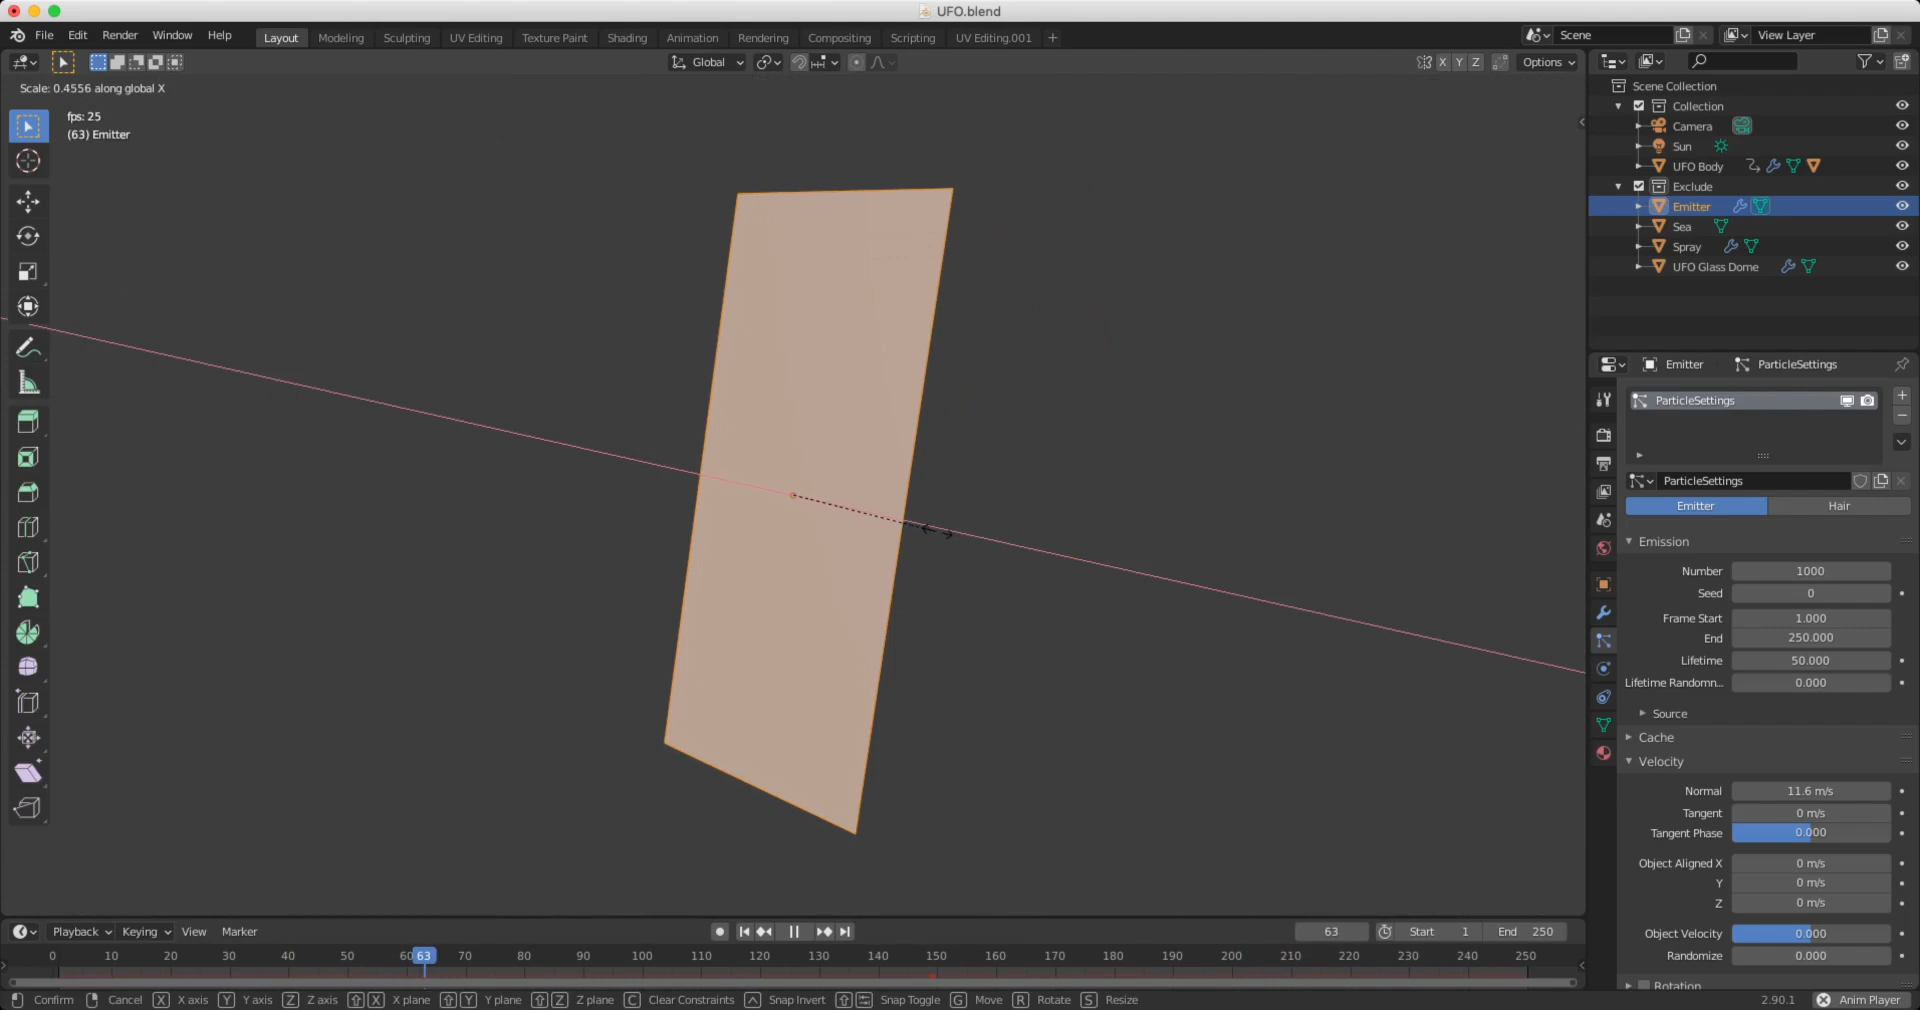 UFO.blend
File Edit Render Window Help Layout Modeling Sculpting UV Editing Texture Paint Shading Animation Rendering Compositing Scripting UV Editing.001 + Scene View Layer
Global X Y Z Options
Scale: 0.4556 along global X
fps: 25
(63) Emitter
Scene Collection
Collection
Camera
Sun
UFO Body
Exclude
Emitter
Sea
Spray
UFO Glass Dome
Emitter ParticleSettings
ParticleSettings
ParticleSettings
Emitter Hair
Emission
Number 1000
Seed 0
Frame Start 1.000
End 250.000
Lifetime 50.000
Lifetime Randomn... 0.000
Source
Cache
Velocity
Normal 11.6 m/s
Tangent 0 m/s
Tangent Phase 0.000
Object Aligned X 0 m/s
Y 0 m/s
Z 0 m/s
Object Velocity 0.000
Randomize 0.000
Rotation
Playback Keying View Marker 63 Start 1 End 250
0 10 20 30 40 50 60 63 70 80 90 100 110 120 130 140 150 160 170 180 190 200 210 220 230 240 250
Confirm Cancel X X axis Y Y axis Z Z axis X X plane Y Y plane Z Z plane C Clear Constraints Snap Invert Snap Toggle G Move R Rotate S Resize 2.90.1 Anim Player